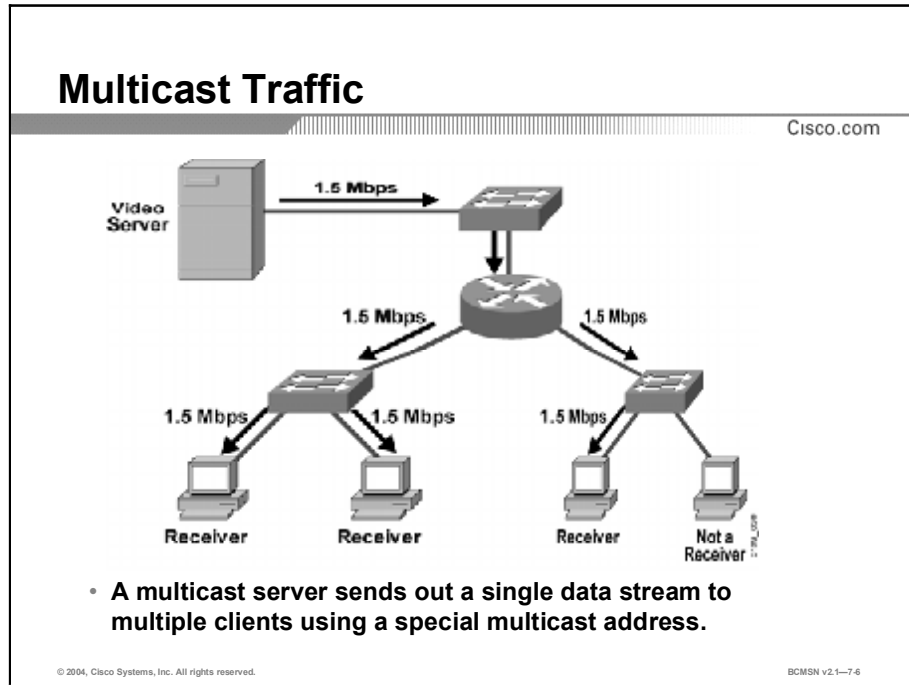 Multicast Traffic
Cisco.com
1.5 Mbps
Video
Server
1.5 Mbps
1.5 Mbps
1.5 Mbps
1.5 Mbps
1.5 Mbps
Receiver
Receiver
Receiver
Not a
Receiver
• A multicast server sends out a single data stream to
multiple clients using a special multicast address.
© 2004, Cisco Systems, Inc. All rights reserved.
BCMSN v2.1—7-6